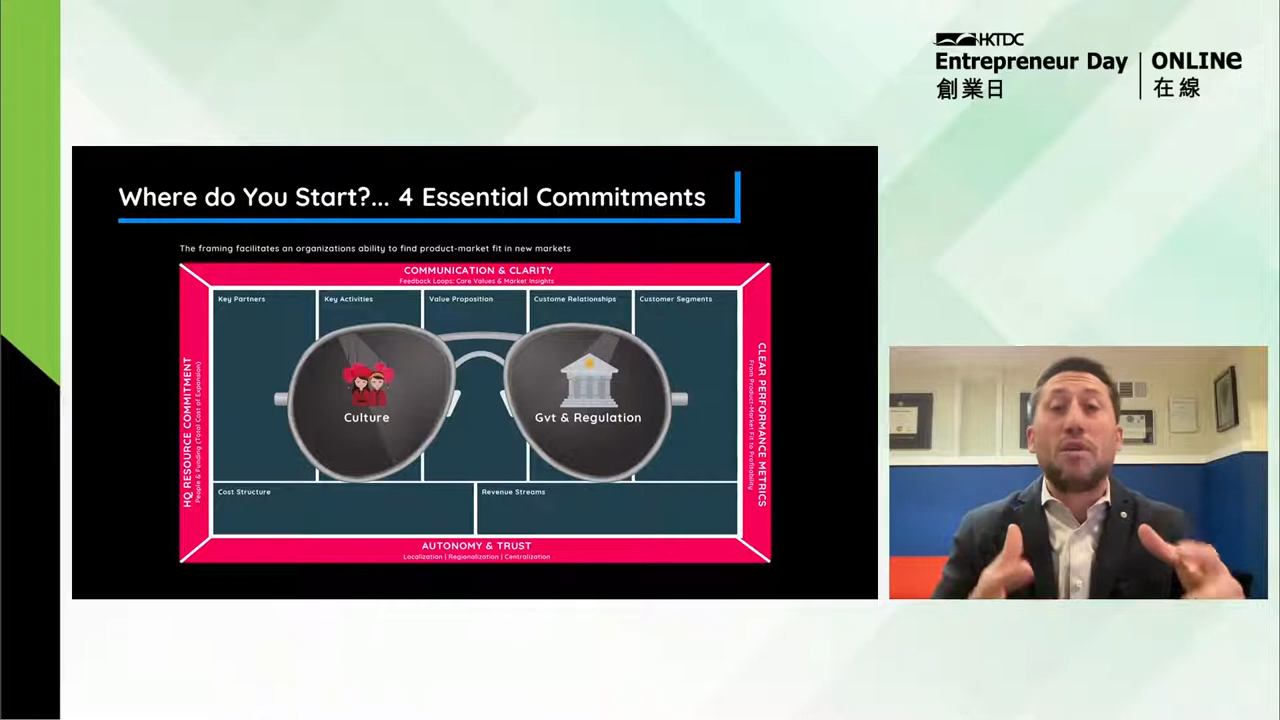 HKTDC
Entrepreneur Day | ONLINe
創業日 在線
Where do You Start?... 4 Essential Commitments
The framing facilitates an organizations ability to find product-market fit in new markets
COMMUNICATION & CLARITY
Feedback Loops: Core Values & Market Insights
HQ RESOURCE COMMITMENT
People & Funding (Total Cost of Expansion)
Key Partners
Key Activities
Value Proposition
Custome Relationships
Customer Segments
Culture
Gvt & Regulation
Cost Structure
Revenue Streams
CLEAR PERFORMANCE METRICS
From Product-Market Fit to Profitability
AUTONOMY & TRUST
Localization | Regionalization | Centralization